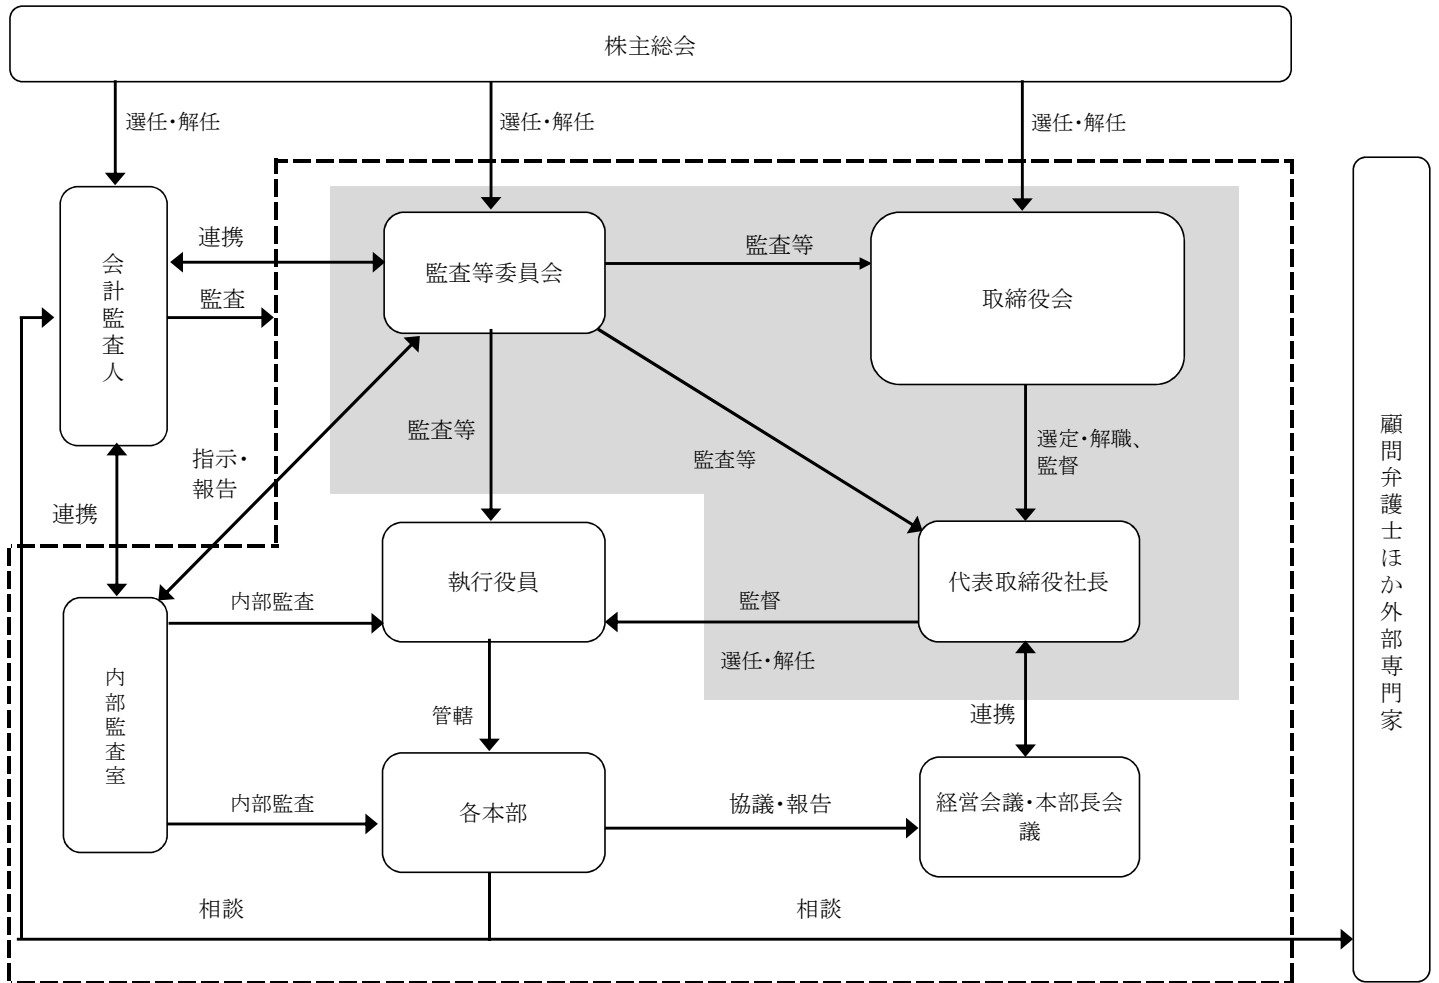 株主総会
選任・解任
選任・解任
選任・解任
会計監査人
連携
監査
監査等委員会
監査等
取締役会
監査等
監査等
選定・解職、
監督
指示・
報告
連携
執行役員
代表取締役社長
内部監査
監督
選任・解任
内部監査室
管轄
連携
内部監査
各本部
協議・報告
経営会議・本部長会
議
相談
相談
顧問弁護士ほか外部専門家